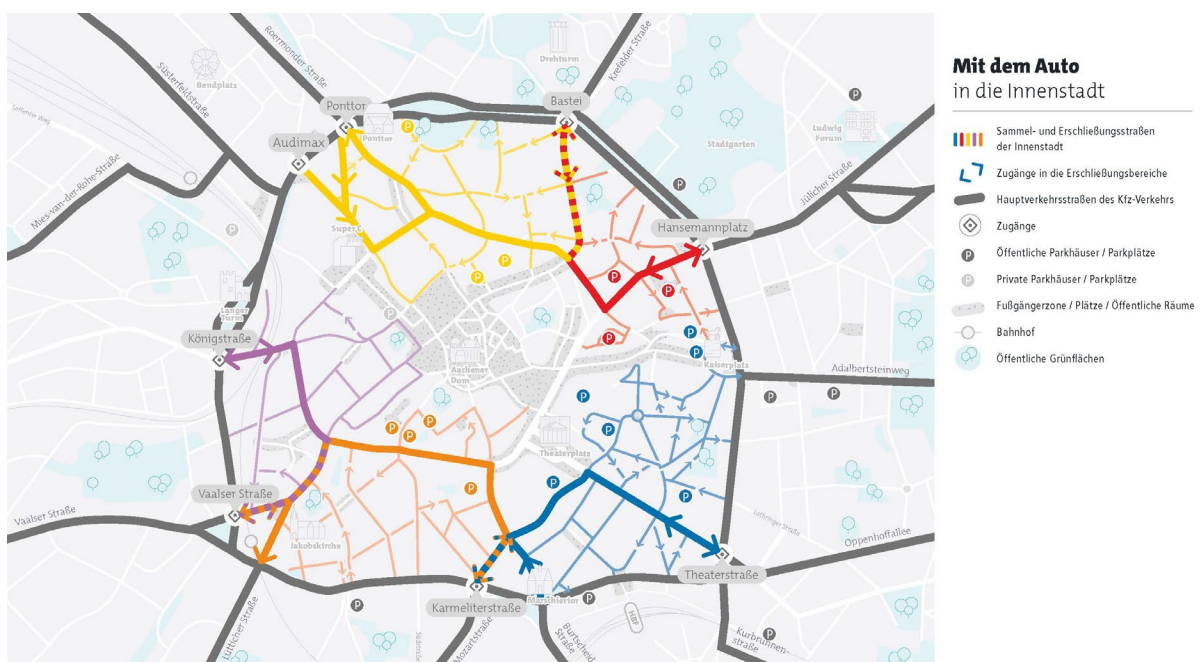 Mit dem Auto
in die Innenstadt
Sammel- und Erschließungsstraßen
der Innenstadt
Zugänge in die Erschließungsbereiche
Hauptverkehrsstraßen des Kfz-Verkehrs
Zugänge
P
Öffentliche Parkhäuser / Parkplätze
P
Private Parkhäuser / Parkplätze
Fußgängerzone / Plätze / Öffentliche Räume
Bahnhof
Öffentliche Grünflächen
Roermonder Straße
Krefelder Straße
Drehturm
Bendplatz
Süsterfeldstraße
Ponttor
Bastei
Ponttor
Audimax
Ludwig
Forum
Stadtgarten
Mies-van-der-Rohe-Straße
Jülicher Straße
Hansemannplatz
Super C
Langer
Turm
Königstraße
Aachener
Dom
Kaiserplatz
Adalbertsteinweg
Theaterplatz
Vaalser Straße
Vaalser Straße
Jakobskirche
Lothringer Straße
Oppenhoffallee
Theaterstraße
Karmeliterstraße
Marschiertor
Lütticher Straße
Mozartstraße
HBF
Kurbrunnen-
straße